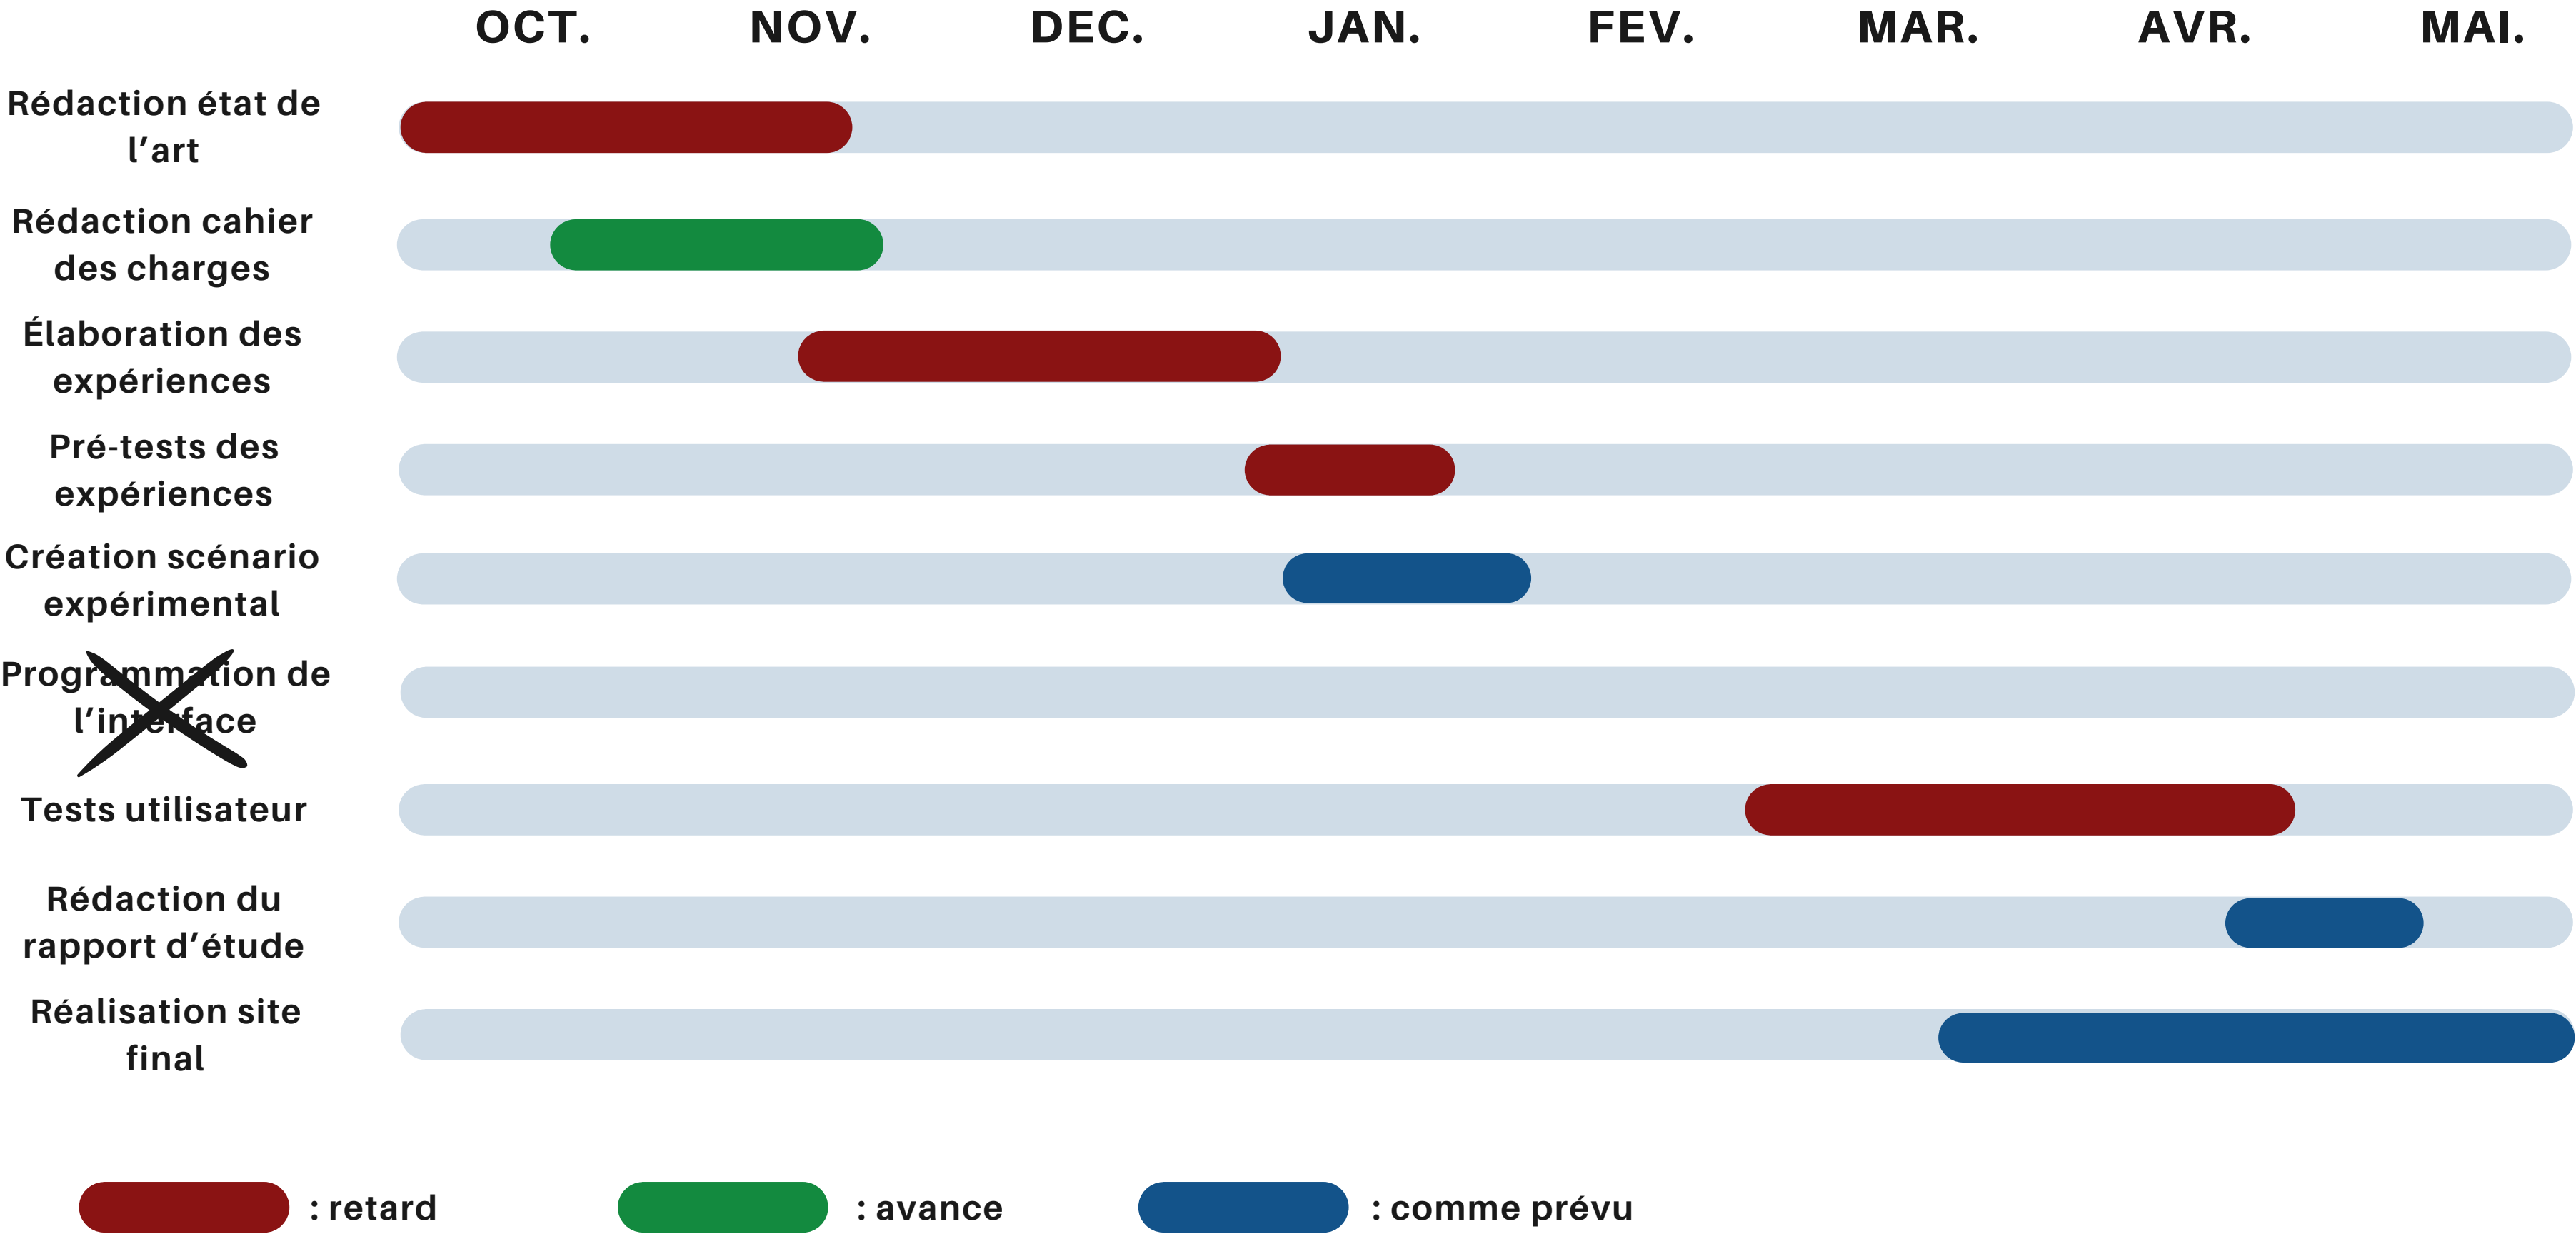 OCT. NOV. DEC. JAN. FEV. MAR. AVR. MAI.
Rédaction état de
l’art
Rédaction cahier
des charges
Élaboration des
expériences
Pré-tests des
expériences
Création scénario
expérimental
Programmation de
l’interface
Tests utilisateur
Rédaction du
rapport d’étude
Réalisation site
final
: retard : avance : comme prévu